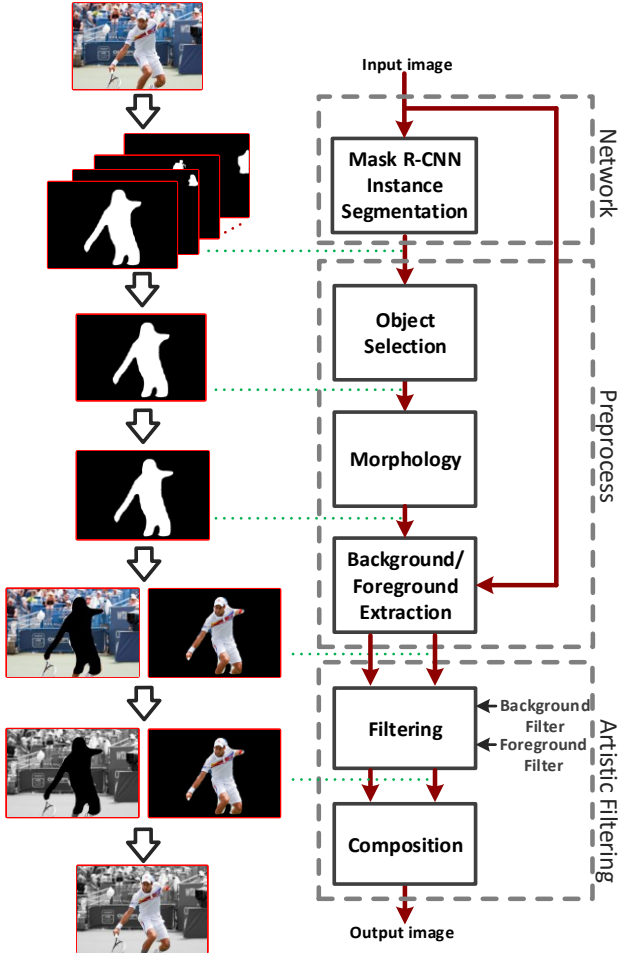 Input image
Network
Mask R-CNN
Instance
Segmentation
Preprocess
Object
Selection
Morphology
Background/
Foreground
Extraction
Artistic Filtering
Filtering
Background
Filter
Foreground
Filter
Composition
Output image